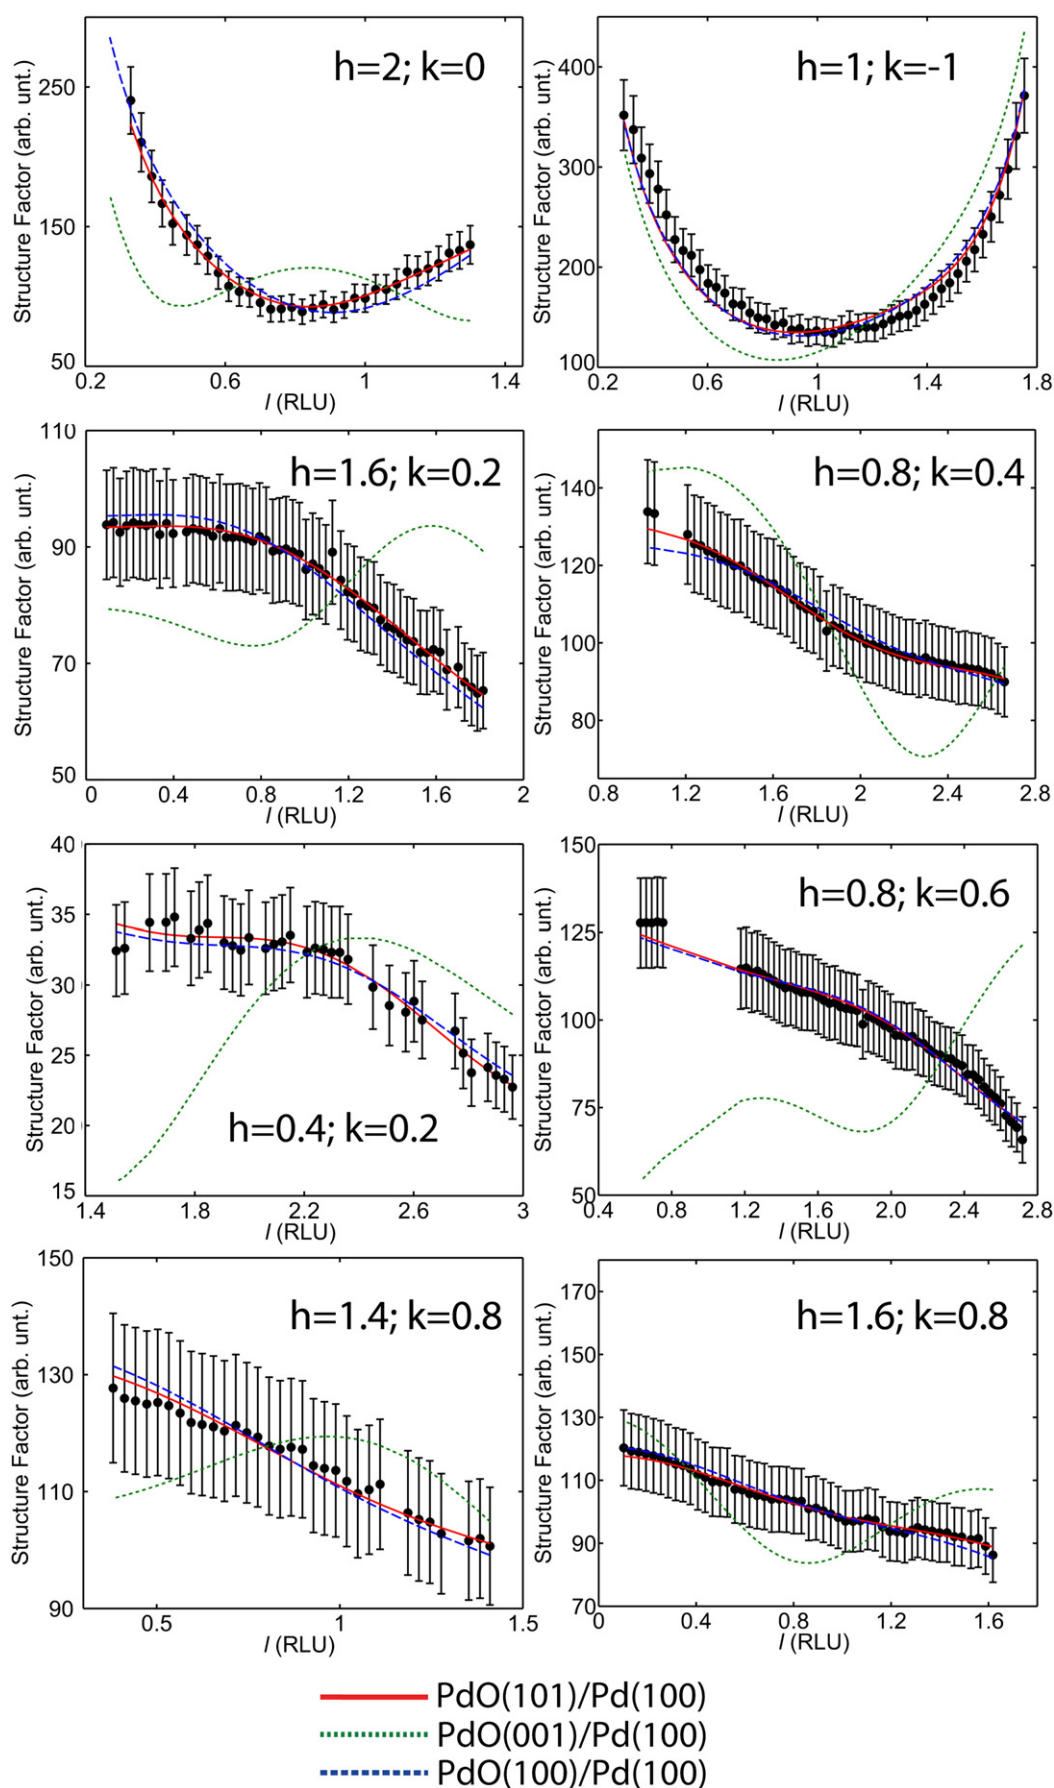 h=2; k=0
Structure Factor (arb. unt.)
250
150
50
0.2 0.6 1 1.4
l (RLU)
h=1; k=-1
Structure Factor (arb. unt.)
400
300
200
100
0.2 0.6 1 1.4 1.8
l (RLU)
h=1.6; k=0.2
Structure Factor (arb. unt.)
110
90
70
50
0 0.4 0.8 1.2 1.6 2
l (RLU)
h=0.8; k=0.4
Structure Factor (arb. unt.)
140
120
100
80
0.8 1.2 1.6 2 2.4 2.8
l (RLU)
h=0.4; k=0.2
Structure Factor (arb. unt.)
40
35
30
25
20
15
1.4 1.8 2.2 2.6 3
l (RLU)
h=0.8; k=0.6
Structure Factor (arb. unt.)
150
125
100
75
50
0.4 1.2 2.0 2.8
l (RLU)
h=1.4; k=0.8
Structure Factor (arb. unt.)
150
130
110
90
0.5 1 1.5
l (RLU)
h=1.6; k=0.8
Structure Factor (arb. unt.)
170
150
130
110
90
70
0 0.4 0.8 1.2 1.6
l (RLU)
PdO(101)/Pd(100)
PdO(001)/Pd(100)
PdO(100)/Pd(100)